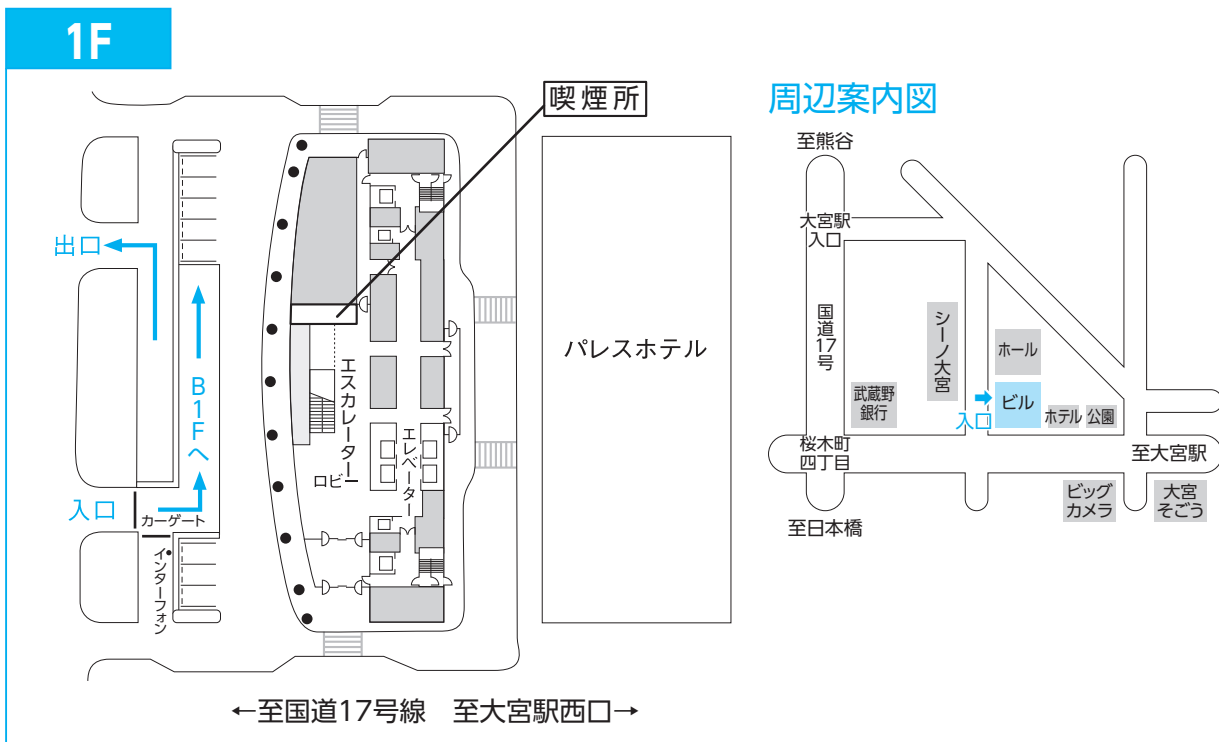 1F
喫煙所
出口
B1Fへ
入口
カーゲート
インターフォン
エスカレーター
ロビー
エレベーター
パレスホテル
←至国道17号線　至大宮駅西口→
周辺案内図
至熊谷
大宮駅
入口
国道17号
シーノ大宮
ホール
武蔵野
銀行
ビル
入口
ホテル
公園
桜木町
四丁目
至大宮駅
ビッグ
カメラ
大宮
そごう
至日本橋